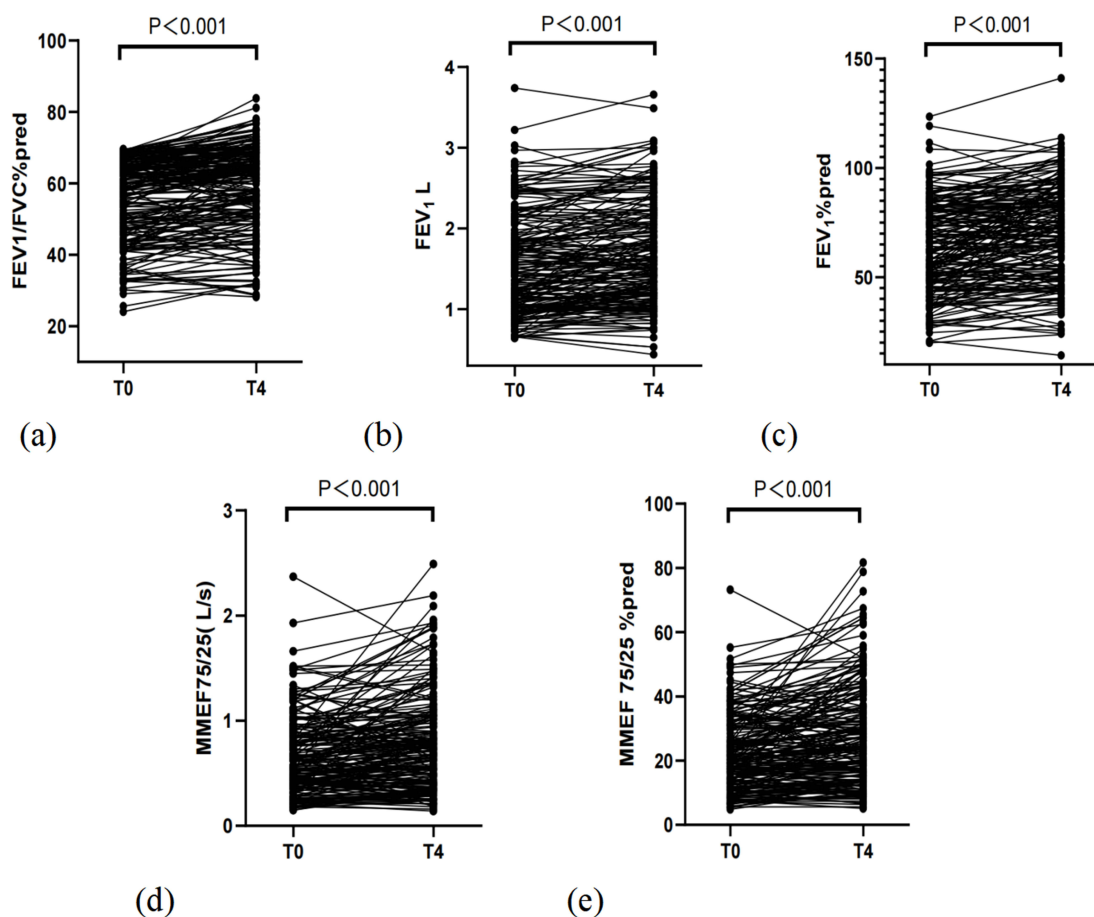 P＜0.001
100
80
60
40
20
FEV1/FVC%pred
T0 T4
(a)
P＜0.001
4
3
2
1
FEV₁ L
T0 T4
(b)
P＜0.001
150
100
50
FEV₁%pred
T0 T4
(c)
P＜0.001
3
2
1
0
MMEF75/25( L/s)
T0 T4
(d)
P＜0.001
100
80
60
40
20
0
MMEF 75/25 %pred
T0 T4
(e)